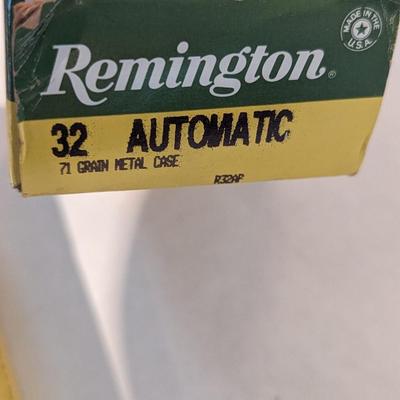 MADE IN THE
U.S.A.
Remington®
32 AUTOMATIC
71 GRAIN METAL CASE
R32AP